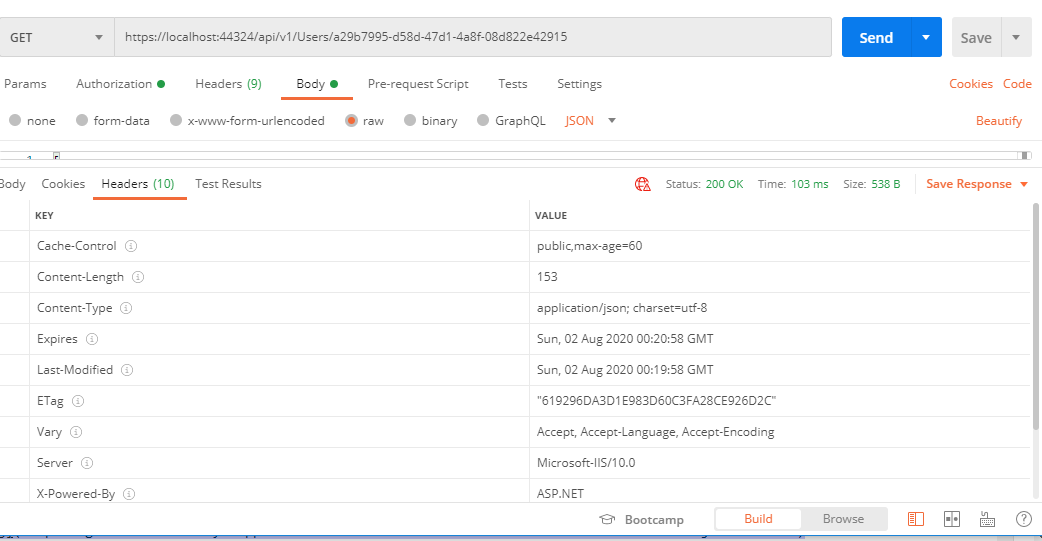 GET https://localhost:44324/api/v1/Users/a29b7995-d58d-47d1-4a8f-08d822e42915 Send Save
Params Authorization Headers (9) Body Pre-request Script Tests Settings Cookies Code
none form-data x-www-form-urlencoded raw binary GraphQL JSON Beautify
1
Body Cookies Headers (10) Test Results Status: 200 OK Time: 103 ms Size: 538 B Save Response
KEY VALUE
Cache-Control public,max-age=60
Content-Length 153
Content-Type application/json; charset=utf-8
Expires Sun, 02 Aug 2020 00:20:58 GMT
Last-Modified Sun, 02 Aug 2020 00:19:58 GMT
ETag "619296DA3D1E983D60C3FA28CE926D2C"
Vary Accept, Accept-Language, Accept-Encoding
Server Microsoft-IIS/10.0
X-Powered-By ASP.NET
Bootcamp Build Browse